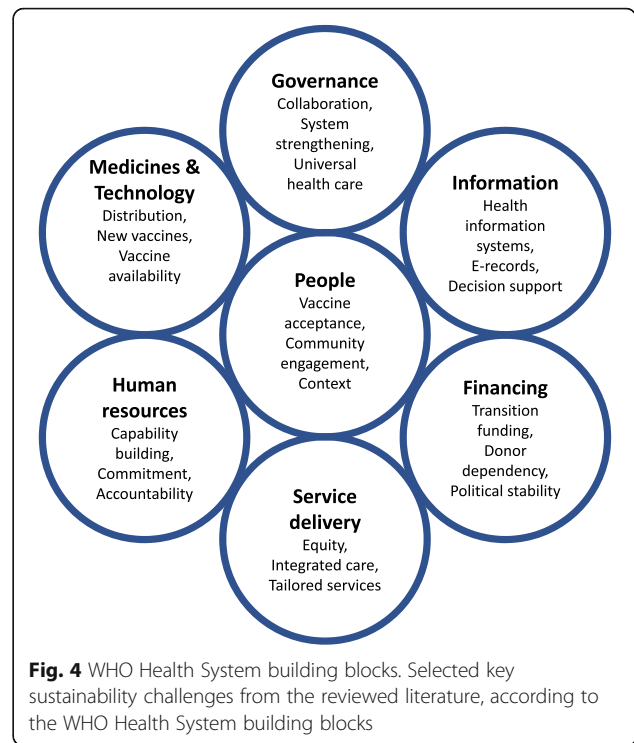 Governance
Collaboration,
System
strengthening,
Universal
health care
Medicines &
Technology
Distribution,
New vaccines,
Vaccine
availability
Information
Health
information
systems,
E-records,
Decision support
People
Vaccine
acceptance,
Community
engagement,
Context
Human
resources
Capability
building,
Commitment,
Accountability
Financing
Transition
funding,
Donor
dependency,
Political stability
Service
delivery
Equity,
Integrated care,
Tailored services
Fig. 4 WHO Health System building blocks. Selected key
sustainability challenges from the reviewed literature, according to
the WHO Health System building blocks